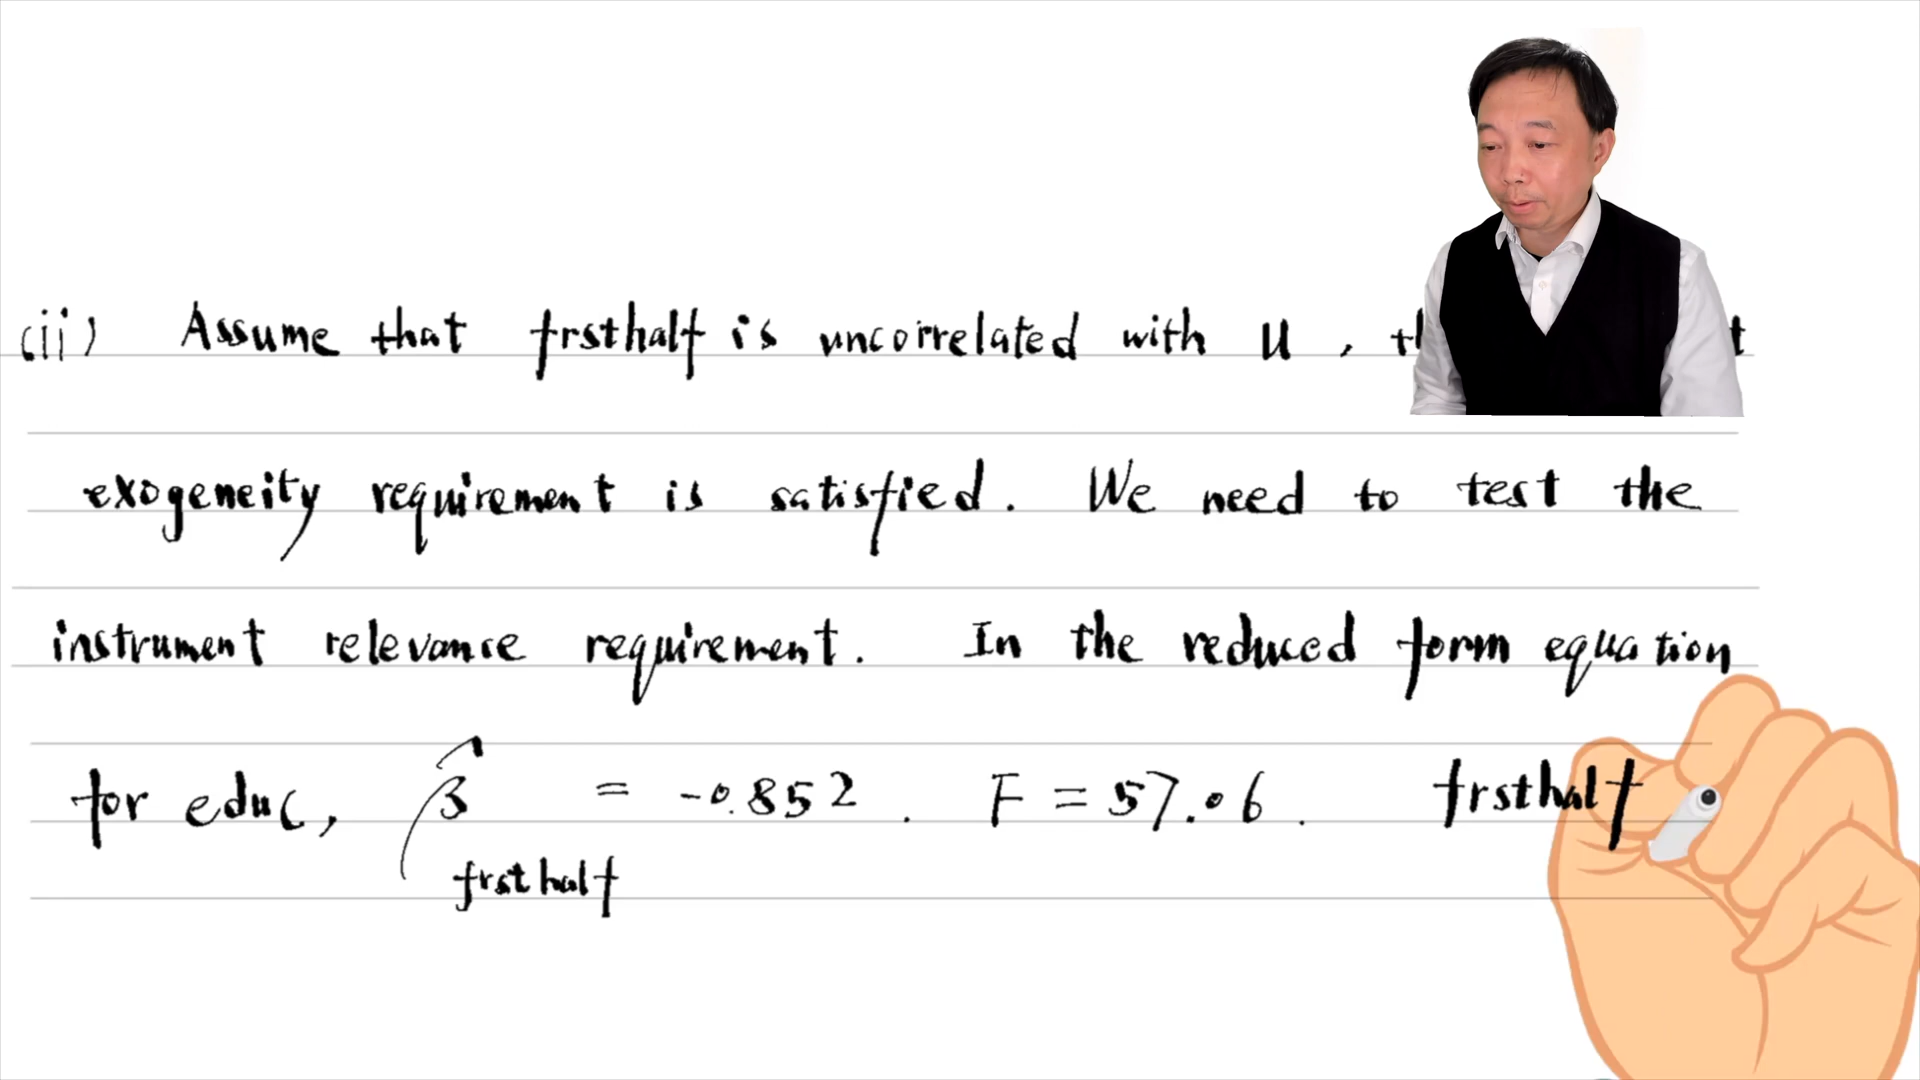 (ii) Assume that frsthalf is uncorrelated with u,
exogeneity requirement is satisfied. We need to test the
instrument relevance requirement. In the reduced form equation
for educ, β̂ = -0.852. F = 57.06. frsthalf
frsthalf